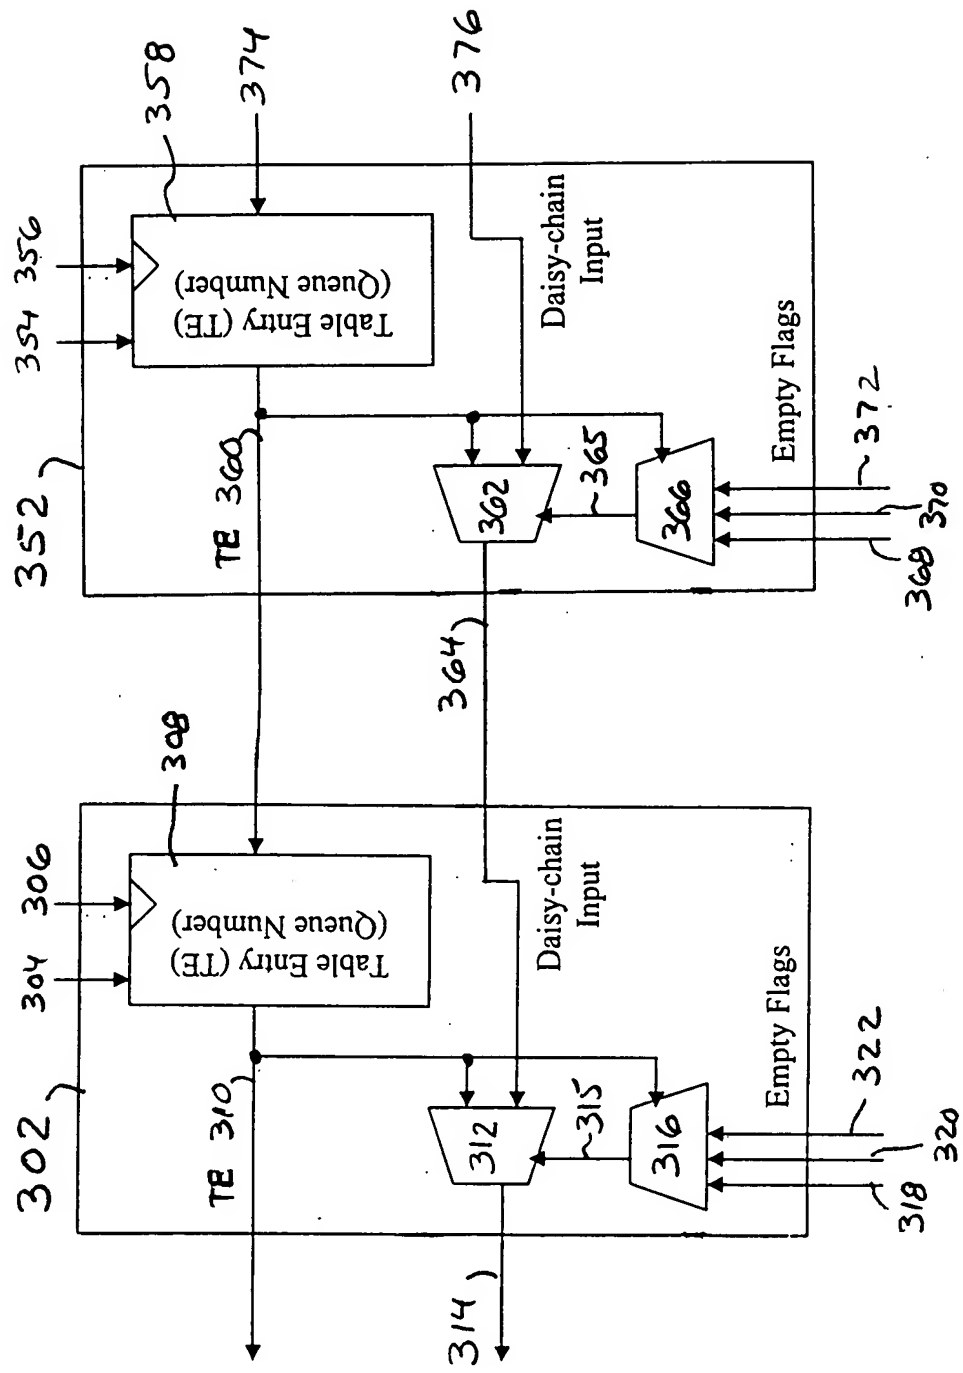 352
354
356
358
374
Table Entry (TE)
(Queue Number)
TE 360
376
Daisy-chain
Input
362
365
364
366
Empty Flags
368
370
372
302
304
306
308
Table Entry (TE)
(Queue Number)
TE 310
Daisy-chain
Input
312
315
314
316
Empty Flags
318
320
322